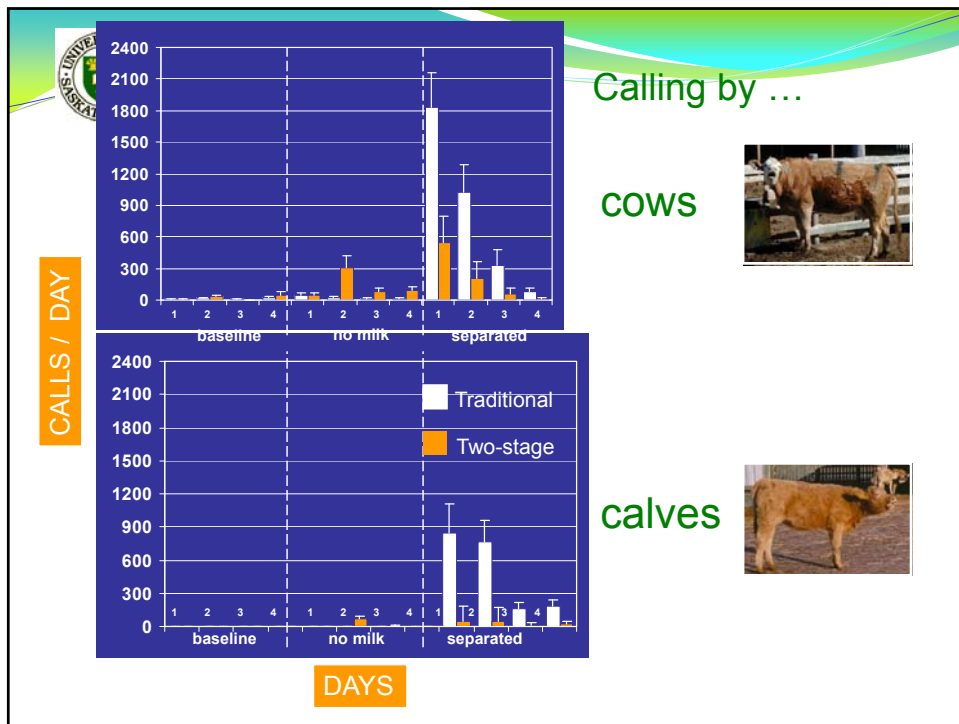 UNIVER
SASKAT
Calling by …
cows
calves
CALLS / DAY
2400
2100
1800
1500
1200
900
600
300
0
1 2 3 4 1 2 3 4 1 2 3 4
baseline no milk separated
2400
2100
1800
1500
1200
900
600
300
0
Traditional
Two-stage
1 2 3 4 1 2 3 4 1 2 3 4
baseline no milk separated
DAYS